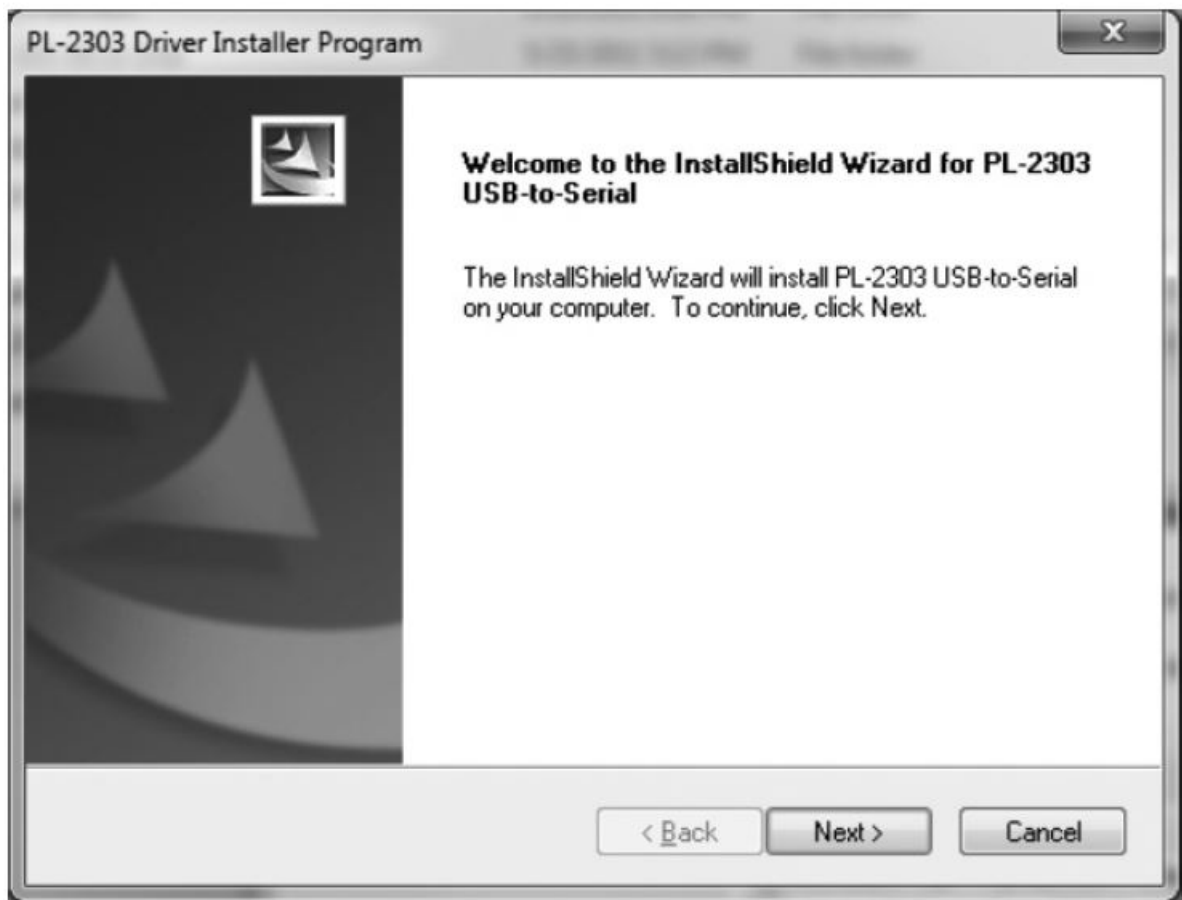 PL-2303 Driver Installer Program
Welcome to the InstallShield Wizard for PL-2303
USB-to-Serial
The InstallShield Wizard will install PL-2303 USB-to-Serial
on your computer. To continue, click Next.
< Back
Next >
Cancel